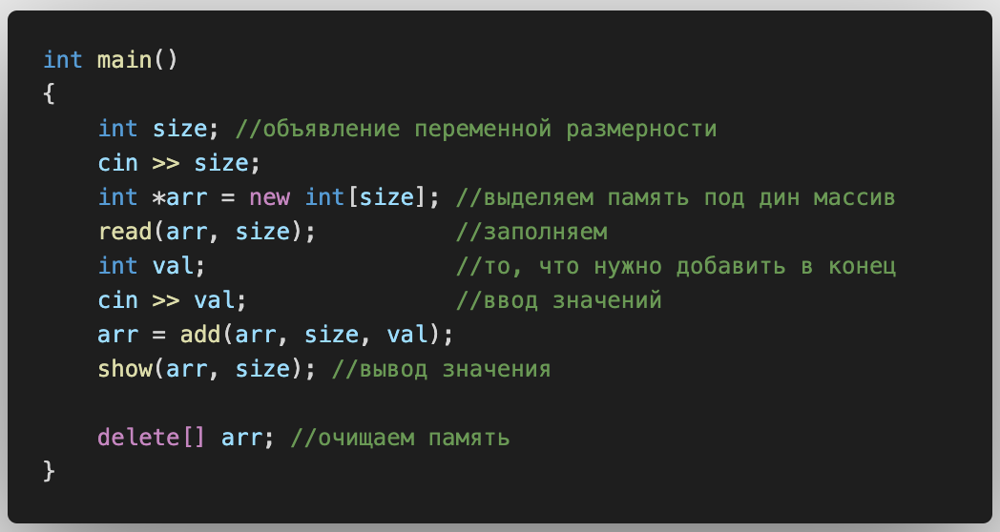 int main()
{
    int size; //объявление переменной размерности
    cin >> size;
    int *arr = new int[size]; //выделяем память под дин массив
    read(arr, size);          //заполняем
    int val;                  //то, что нужно добавить в конец
    cin >> val;               //ввод значений
    arr = add(arr, size, val);
    show(arr, size); //вывод значения
    delete[] arr; //очищаем память
}